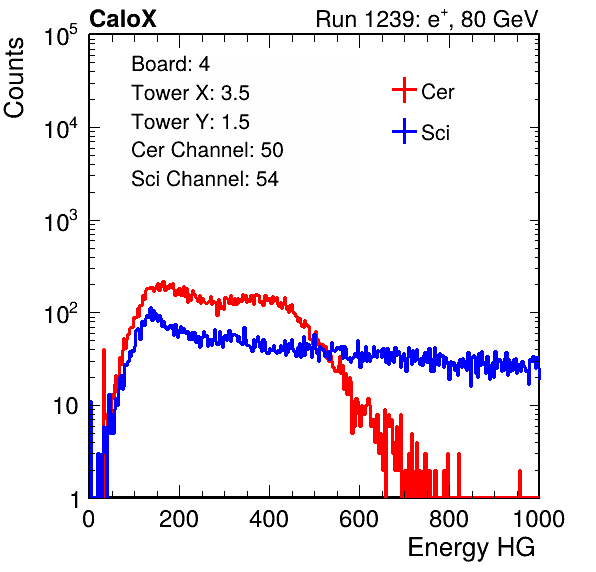 CaloX Run 1239: e⁺, 80 GeV
Counts
10⁵
10⁴
10³
10²
10
1
Board: 4
Tower X: 3.5
Tower Y: 1.5
Cer Channel: 50
Sci Channel: 54
Cer
Sci
0 200 400 600 800 1000
Energy HG